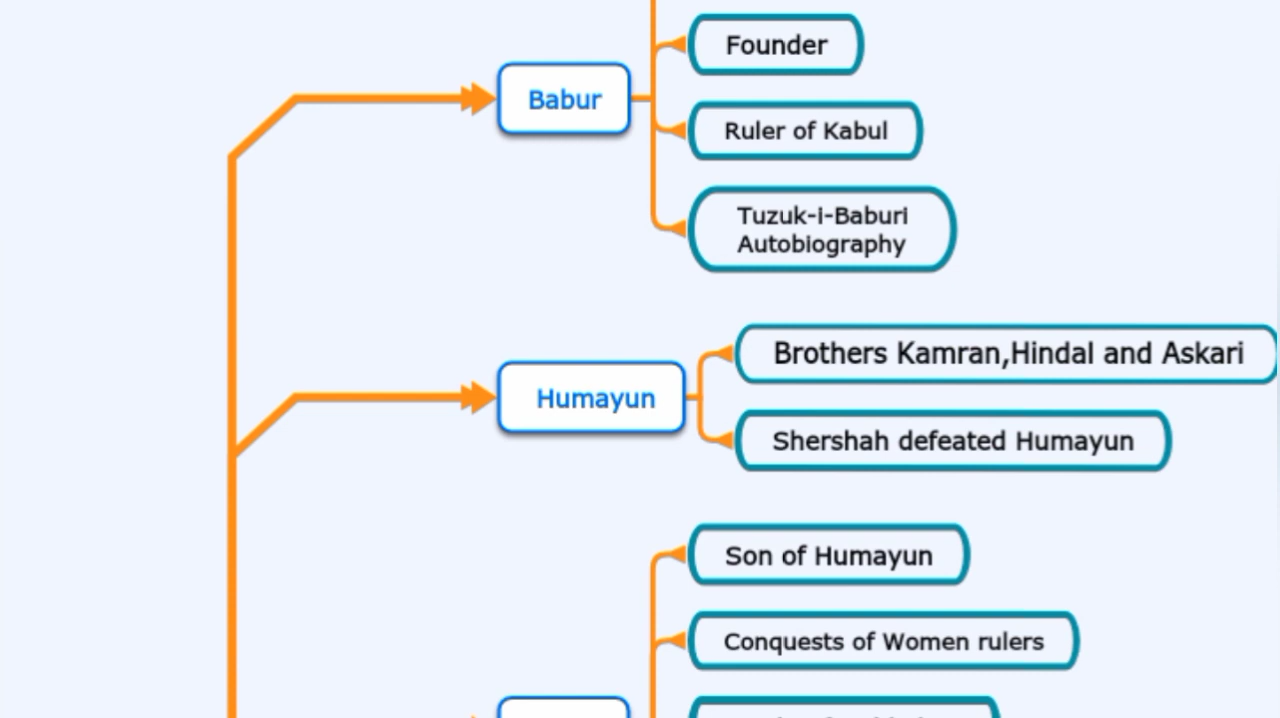 Founder
Babur
Ruler of Kabul
Tuzuk-i-Baburi
Autobiography
Brothers Kamran,Hindal and Askari
Humayun
Shershah defeated Humayun
Son of Humayun
Conquests of Women rulers